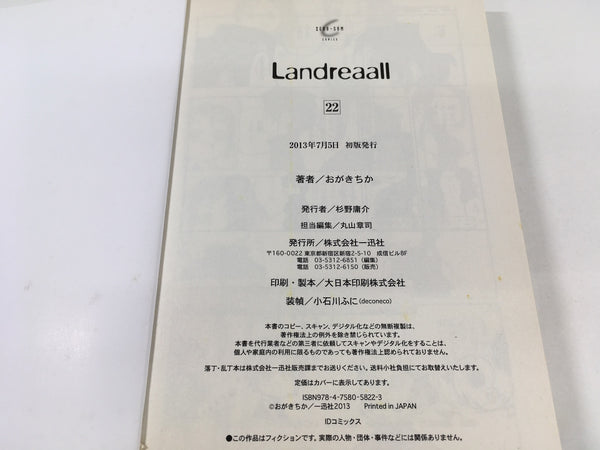 ZERO-SUM
COMICS
Landreaall
22
2013年7月5日 初版発行
著者／おがきちか
発行者／杉野庸介
担当編集／丸山章司
発行所／株式会社一迅社
〒160-0022 東京都新宿区新宿2-5-10 成信ビル8F
電話 03-5312-6851（編集）
電話 03-5312-6150（販売）
印刷・製本／大日本印刷株式会社
装幀／小石川ふに（deconeco）
本書のコピー、スキャン、デジタル化などの無断複製は、
著作権法上の例外を除き禁じられています。
本書を代行業者などの第三者に依頼してスキャンやデジタル化をすることは、
個人や家庭内の利用に限るものであっても著作権法上認められておりません。
落丁・乱丁本は株式会社一迅社販売課までお送りください。送料小社負担にてお取替えいたします。
定価はカバーに表示してあります。
ISBN978-4-7580-5822-3
©おがきちか／一迅社2013 Printed in JAPAN
IDコミックス
●この作品はフィクションです。実際の人物・団体・事件などには関係ありません。